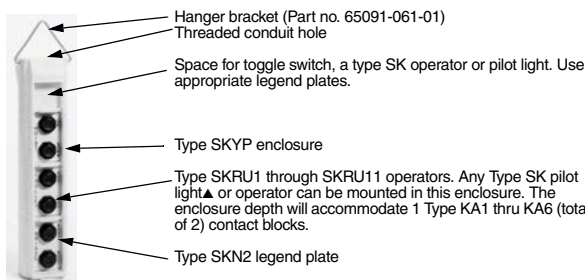 Hanger bracket (Part no. 65091-061-01)
Threaded conduit hole
Space for toggle switch, a type SK operator or pilot light. Use
appropriate legend plates.
Type SKYP enclosure
Type SKRU1 through SKRU11 operators. Any Type SK pilot
light▲ or operator can be mounted in this enclosure. The
enclosure depth will accommodate 1 Type KA1 thru KA6 (tota
of 2) contact blocks.
Type SKN2 legend plate